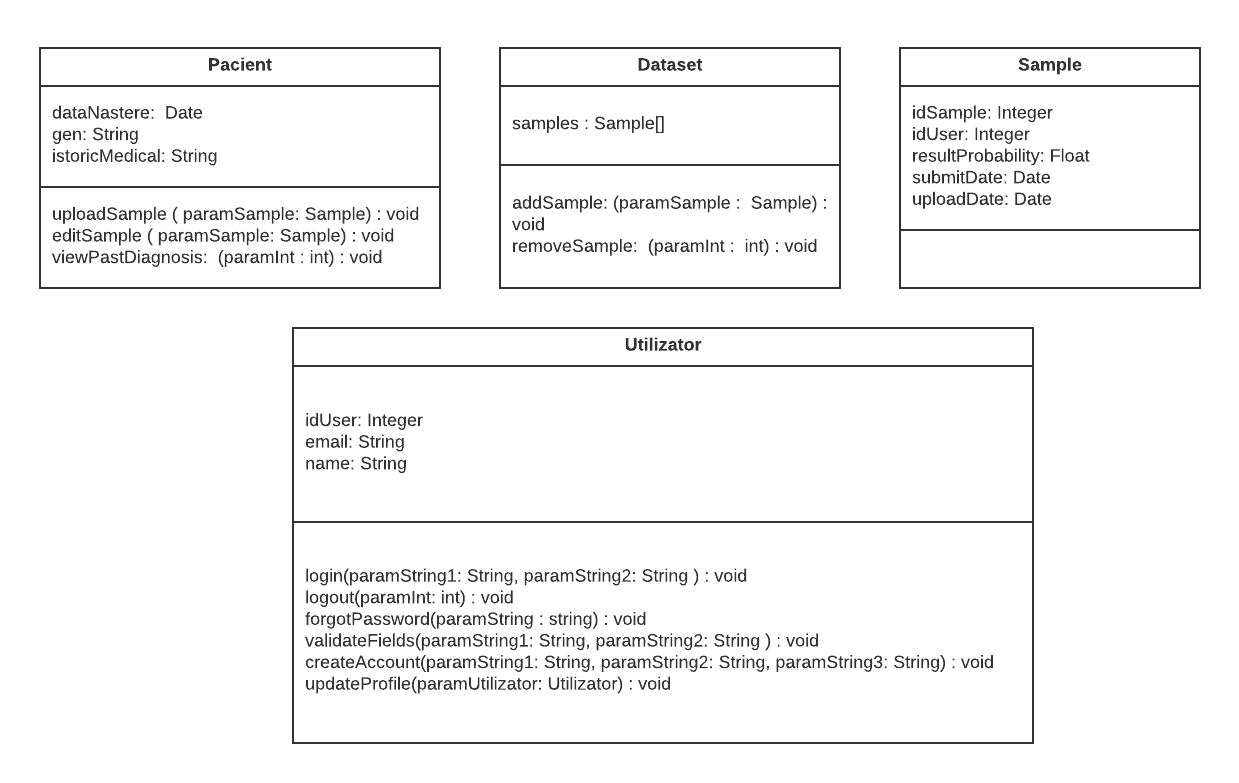 Pacient
dataNastere:  Date
gen: String
istoricMedical: String
uploadSample ( paramSample: Sample) : void
editSample ( paramSample: Sample) : void
viewPastDiagnosis:  (paramInt : int) : void
Dataset
samples : Sample[]
addSample: (paramSample :  Sample) :
void
removeSample:  (paramInt :  int) : void
Sample
idSample: Integer
idUser: Integer
resultProbability: Float
submitDate: Date
uploadDate: Date
Utilizator
idUser: Integer
email: String
name: String
login(paramString1: String, paramString2: String ) : void
logout(paramInt: int) : void
forgotPassword(paramString : string) : void
validateFields(paramString1: String, paramString2: String ) : void
createAccount(paramString1: String, paramString2: String, paramString3: String) : void
updateProfile(paramUtilizator: Utilizator) : void